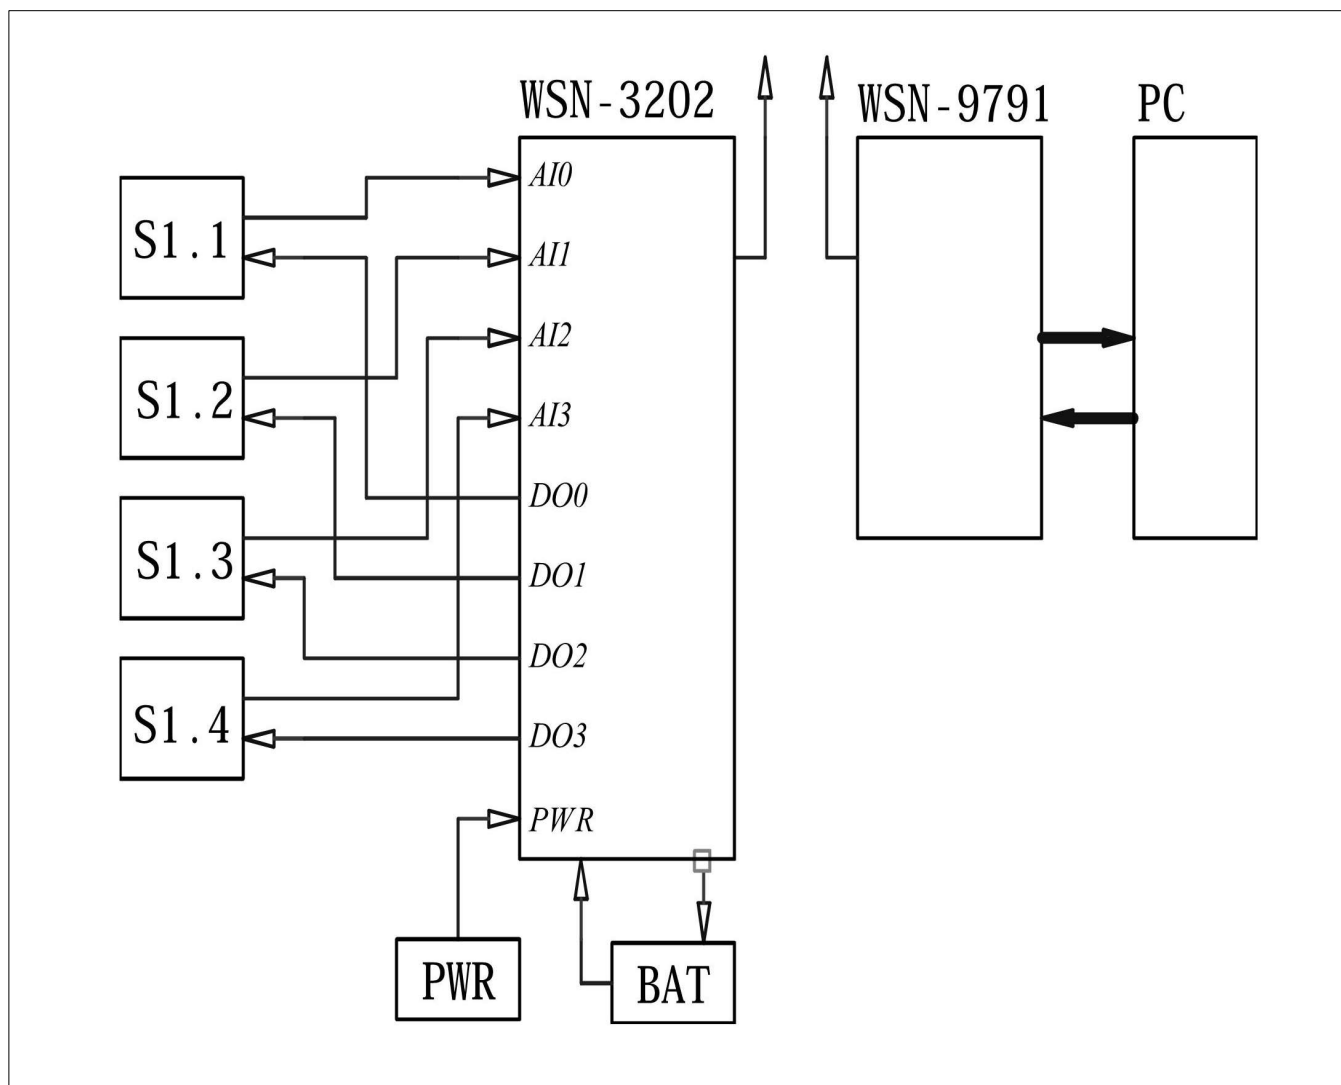 WSN-3202
WSN-9791
PC
S1.1
S1.2
S1.3
S1.4
AI0
AI1
AI2
AI3
DO0
DO1
DO2
DO3
PWR
PWR
BAT